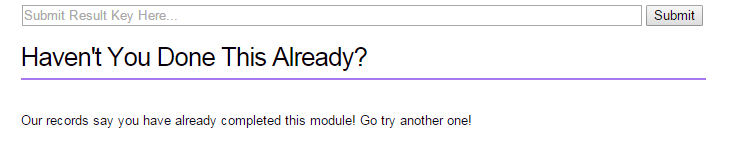 Submit Result Key Here... Submit
Haven't You Done This Already?
Our records say you have already completed this module! Go try another one!